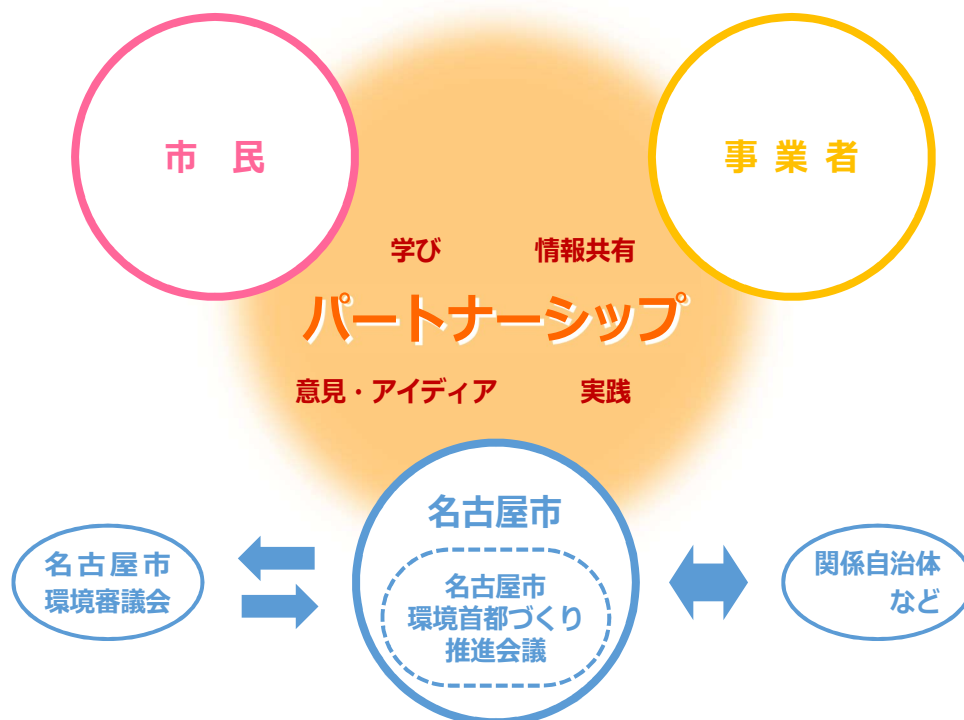 市 民
事 業 者
学び
情報共有
パートナーシップ
意見・アイディア
実践
名古屋市
名古屋市
環境審議会
名古屋市
環境首都づくり
推進会議
関係自治体
など